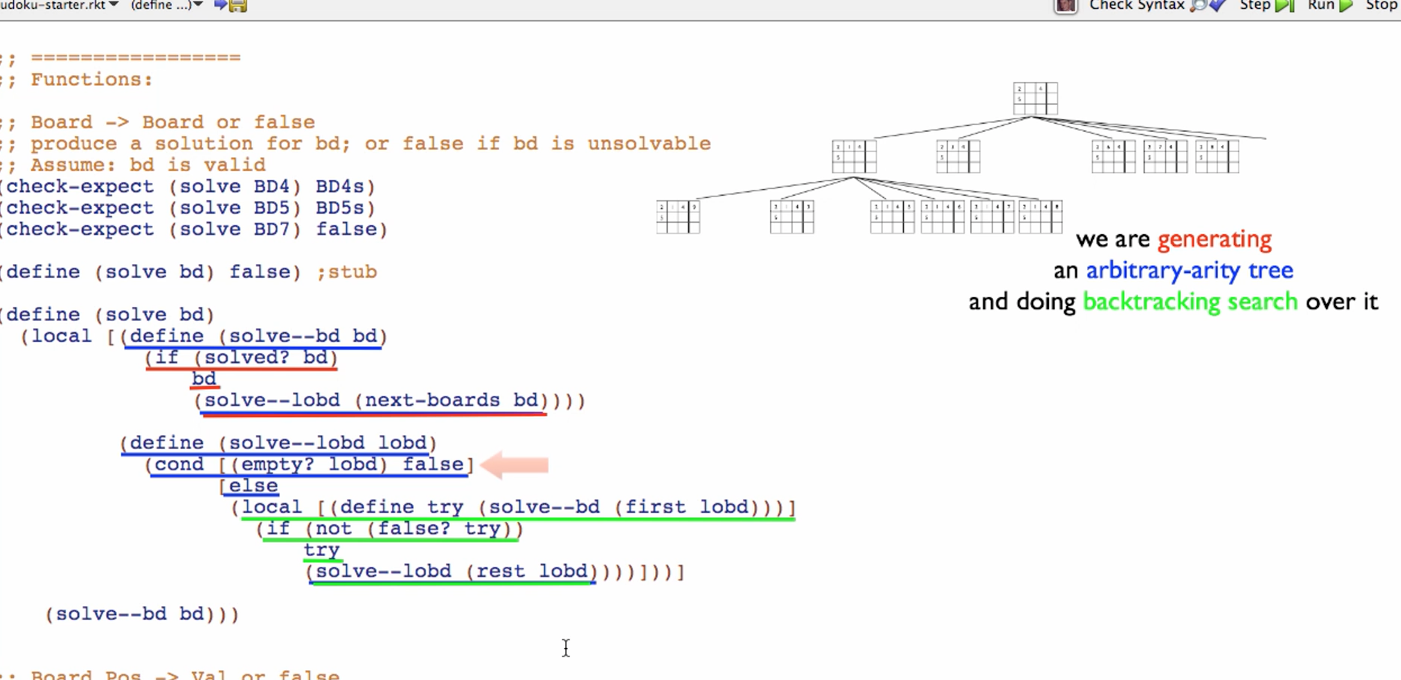 udoku-starter.rkt (define ...) Check Syntax Step Run Stop
;; =================
;; Functions:
;; Board -> Board or false
;; produce a solution for bd; or false if bd is unsolvable
;; Assume: bd is valid
(check-expect (solve BD4) BD4s)
(check-expect (solve BD5) BD5s)
(check-expect (solve BD7) false)
(define (solve bd) false) ;stub
(define (solve bd)
(local [(define (solve--bd bd)
(if (solved? bd)
bd
(solve--lobd (next-boards bd))))
(define (solve--lobd lobd)
(cond [(empty? lobd) false]
[else
(local [(define try (solve--bd (first lobd)))]
(if (not (false? try))
try
(solve--lobd (rest lobd))))]))]
(solve--bd bd)))
;; Board Pos -> Val or false
we are generating
an arbitrary-arity tree
and doing backtracking search over it